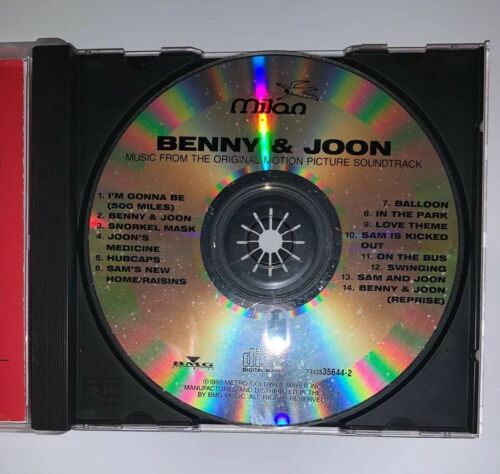 milan
BENNY & JOON
MUSIC FROM THE ORIGINAL MOTION PICTURE SOUNDTRACK
1. I'M GONNA BE
(500 MILES)
2. BENNY & JOON
3. SNORKEL MASK
4. JOON'S
MEDICINE
5. HUBCAPS
6. SAM'S NEW
HOME/RAISINS
7. BALLOON
8. IN THE PARK
9. LOVE THEME
10. SAM IS KICKED
OUT
11. ON THE BUS
12. SWINGING
13. SAM AND JOON
14. BENNY & JOON
(REPRISE)
BMG
DIGITAL AUDIO
35644-2
©1993 METRO GOLDWYN MAYER INC.
MANUFACTURED AND DISTRIBUTED IN THE
BY BMG MUSIC. ALL RIGHTS RESERVED.